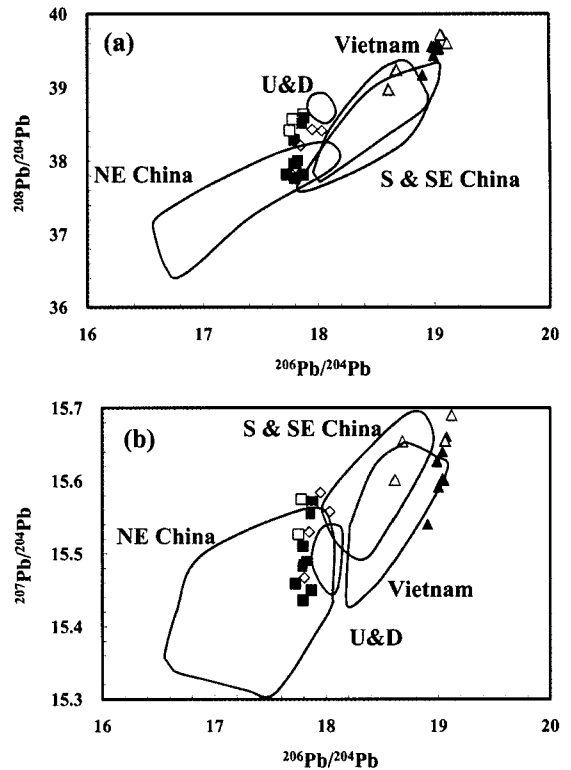 40
(a)
Vietnam
39
U&D
²⁰⁸Pb/²⁰⁴Pb
38
NE China
S & SE China
37
36
16 17 18 19 20
²⁰⁶Pb/²⁰⁴Pb
15.7
(b)
S & SE China
15.6
NE China
²⁰⁷Pb/²⁰⁴Pb
15.5
Vietnam
15.4
U&D
15.3
16 17 18 19 20
²⁰⁶Pb/²⁰⁴Pb